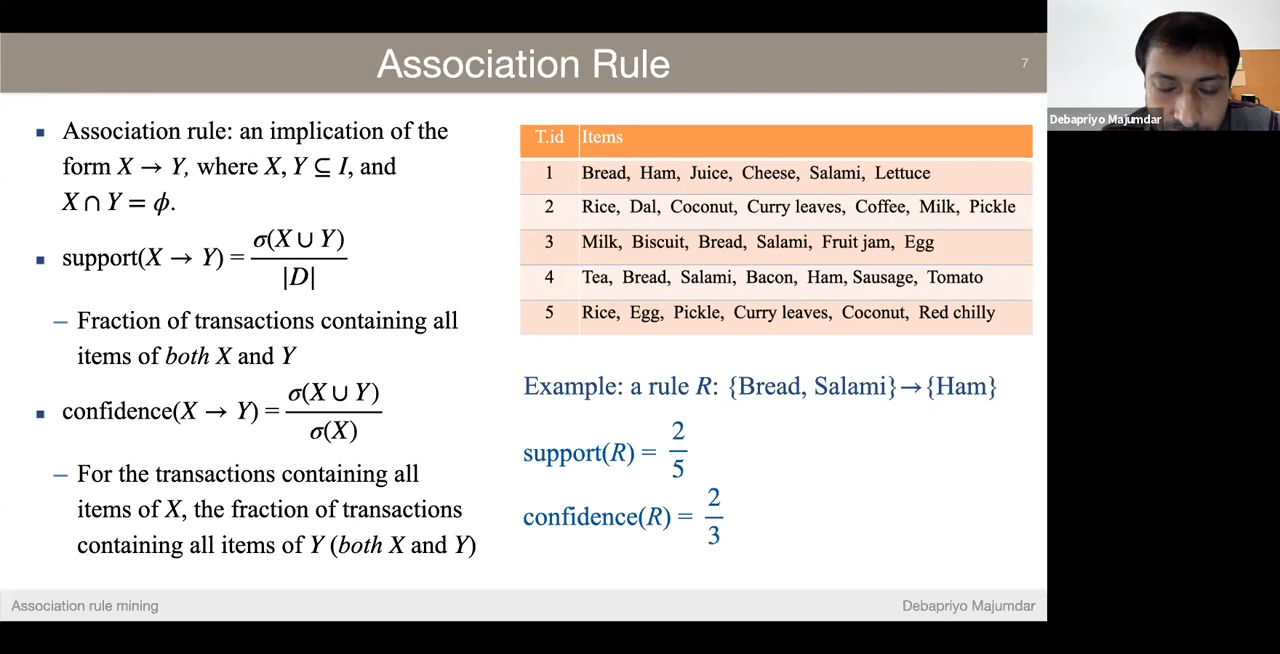 Association Rule
7
▪ Association rule: an implication of the
form X → Y, where X, Y ⊆ I, and
X ∩ Y = ϕ.
▪ support(X → Y) = σ(X ∪ Y) / |D|
– Fraction of transactions containing all
items of both X and Y
▪ confidence(X → Y) = σ(X ∪ Y) / σ(X)
– For the transactions containing all
items of X, the fraction of transactions
containing all items of Y (both X and Y)
T.id Items
1 Bread, Ham, Juice, Cheese, Salami, Lettuce
2 Rice, Dal, Coconut, Curry leaves, Coffee, Milk, Pickle
3 Milk, Biscuit, Bread, Salami, Fruit jam, Egg
4 Tea, Bread, Salami, Bacon, Ham, Sausage, Tomato
5 Rice, Egg, Pickle, Curry leaves, Coconut, Red chilly
Example: a rule R: {Bread, Salami} → {Ham}
support(R) = 2/5
confidence(R) = 2/3
Association rule mining
Debapriyo Majumdar
Debapriyo Majumdar